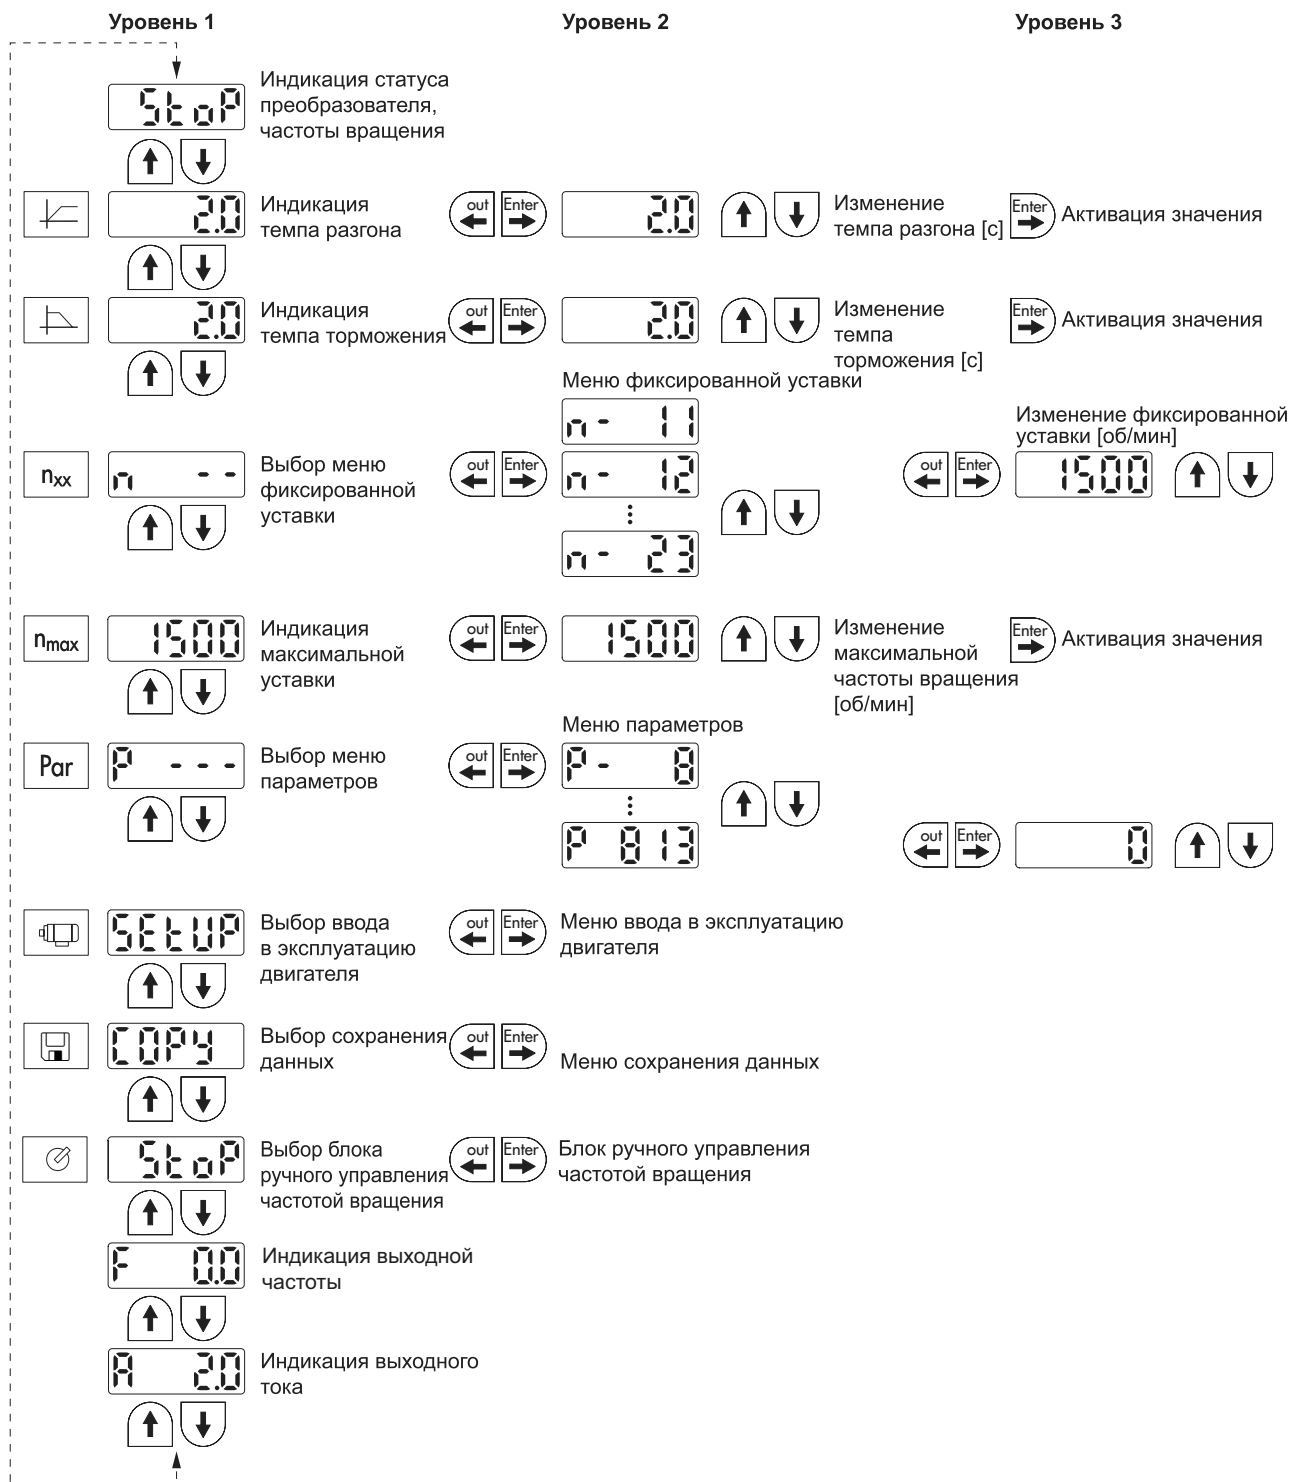 Уровень 1
Уровень 2
Уровень 3
StoP
Индикация статуса
преобразователя,
частоты вращения
2.0
Индикация
темпа разгона
out
Enter
2.0
Изменение
темпа разгона [с]
Enter
Активация значения
2.0
Индикация
темпа торможения
out
Enter
2.0
Изменение
темпа
торможения [с]
Enter
Активация значения
Меню фиксированной уставки
n- 11
nxx
n --
Выбор меню
фиксированной
уставки
out
Enter
n- 12
n- 23
out
Enter
Изменение фиксированной
уставки [об/мин]
1500
nmax
1500
Индикация
максимальной
уставки
out
Enter
1500
Изменение
максимальной
частоты вращения
[об/мин]
Enter
Активация значения
Par
P ---
Выбор меню
параметров
out
Enter
Меню параметров
P- 8
P 813
out
Enter
0
SEtUP
Выбор ввода
в эксплуатацию
двигателя
out
Enter
Меню ввода в эксплуатацию
двигателя
COPY
Выбор сохранения
данных
out
Enter
Меню сохранения данных
StoP
Выбор блока
ручного управления
частотой вращения
out
Enter
Блок ручного управления
частотой вращения
F 0.0
Индикация выходной
частоты
A 2.0
Индикация выходного
тока